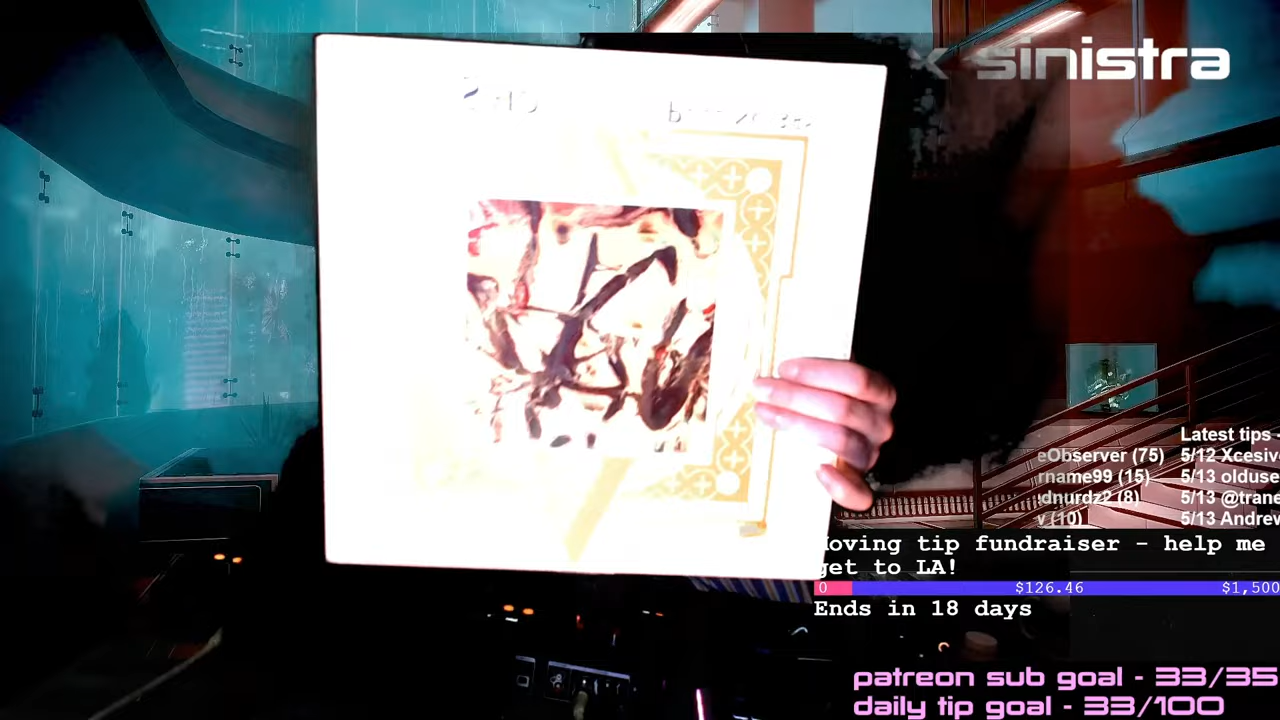 x sinistra
Latest tips -
eObserver (75) 5/12 Xcesiv
rname99 (15) 5/13 olduse
dnurdz2 (8) 5/13 @trane
v (10) 5/13 Andrew
Moving tip fundraiser - help me
get to LA!
0 $126.46 $1,500
Ends in 18 days
patreon sub goal - 33/35
daily tip goal - 33/100